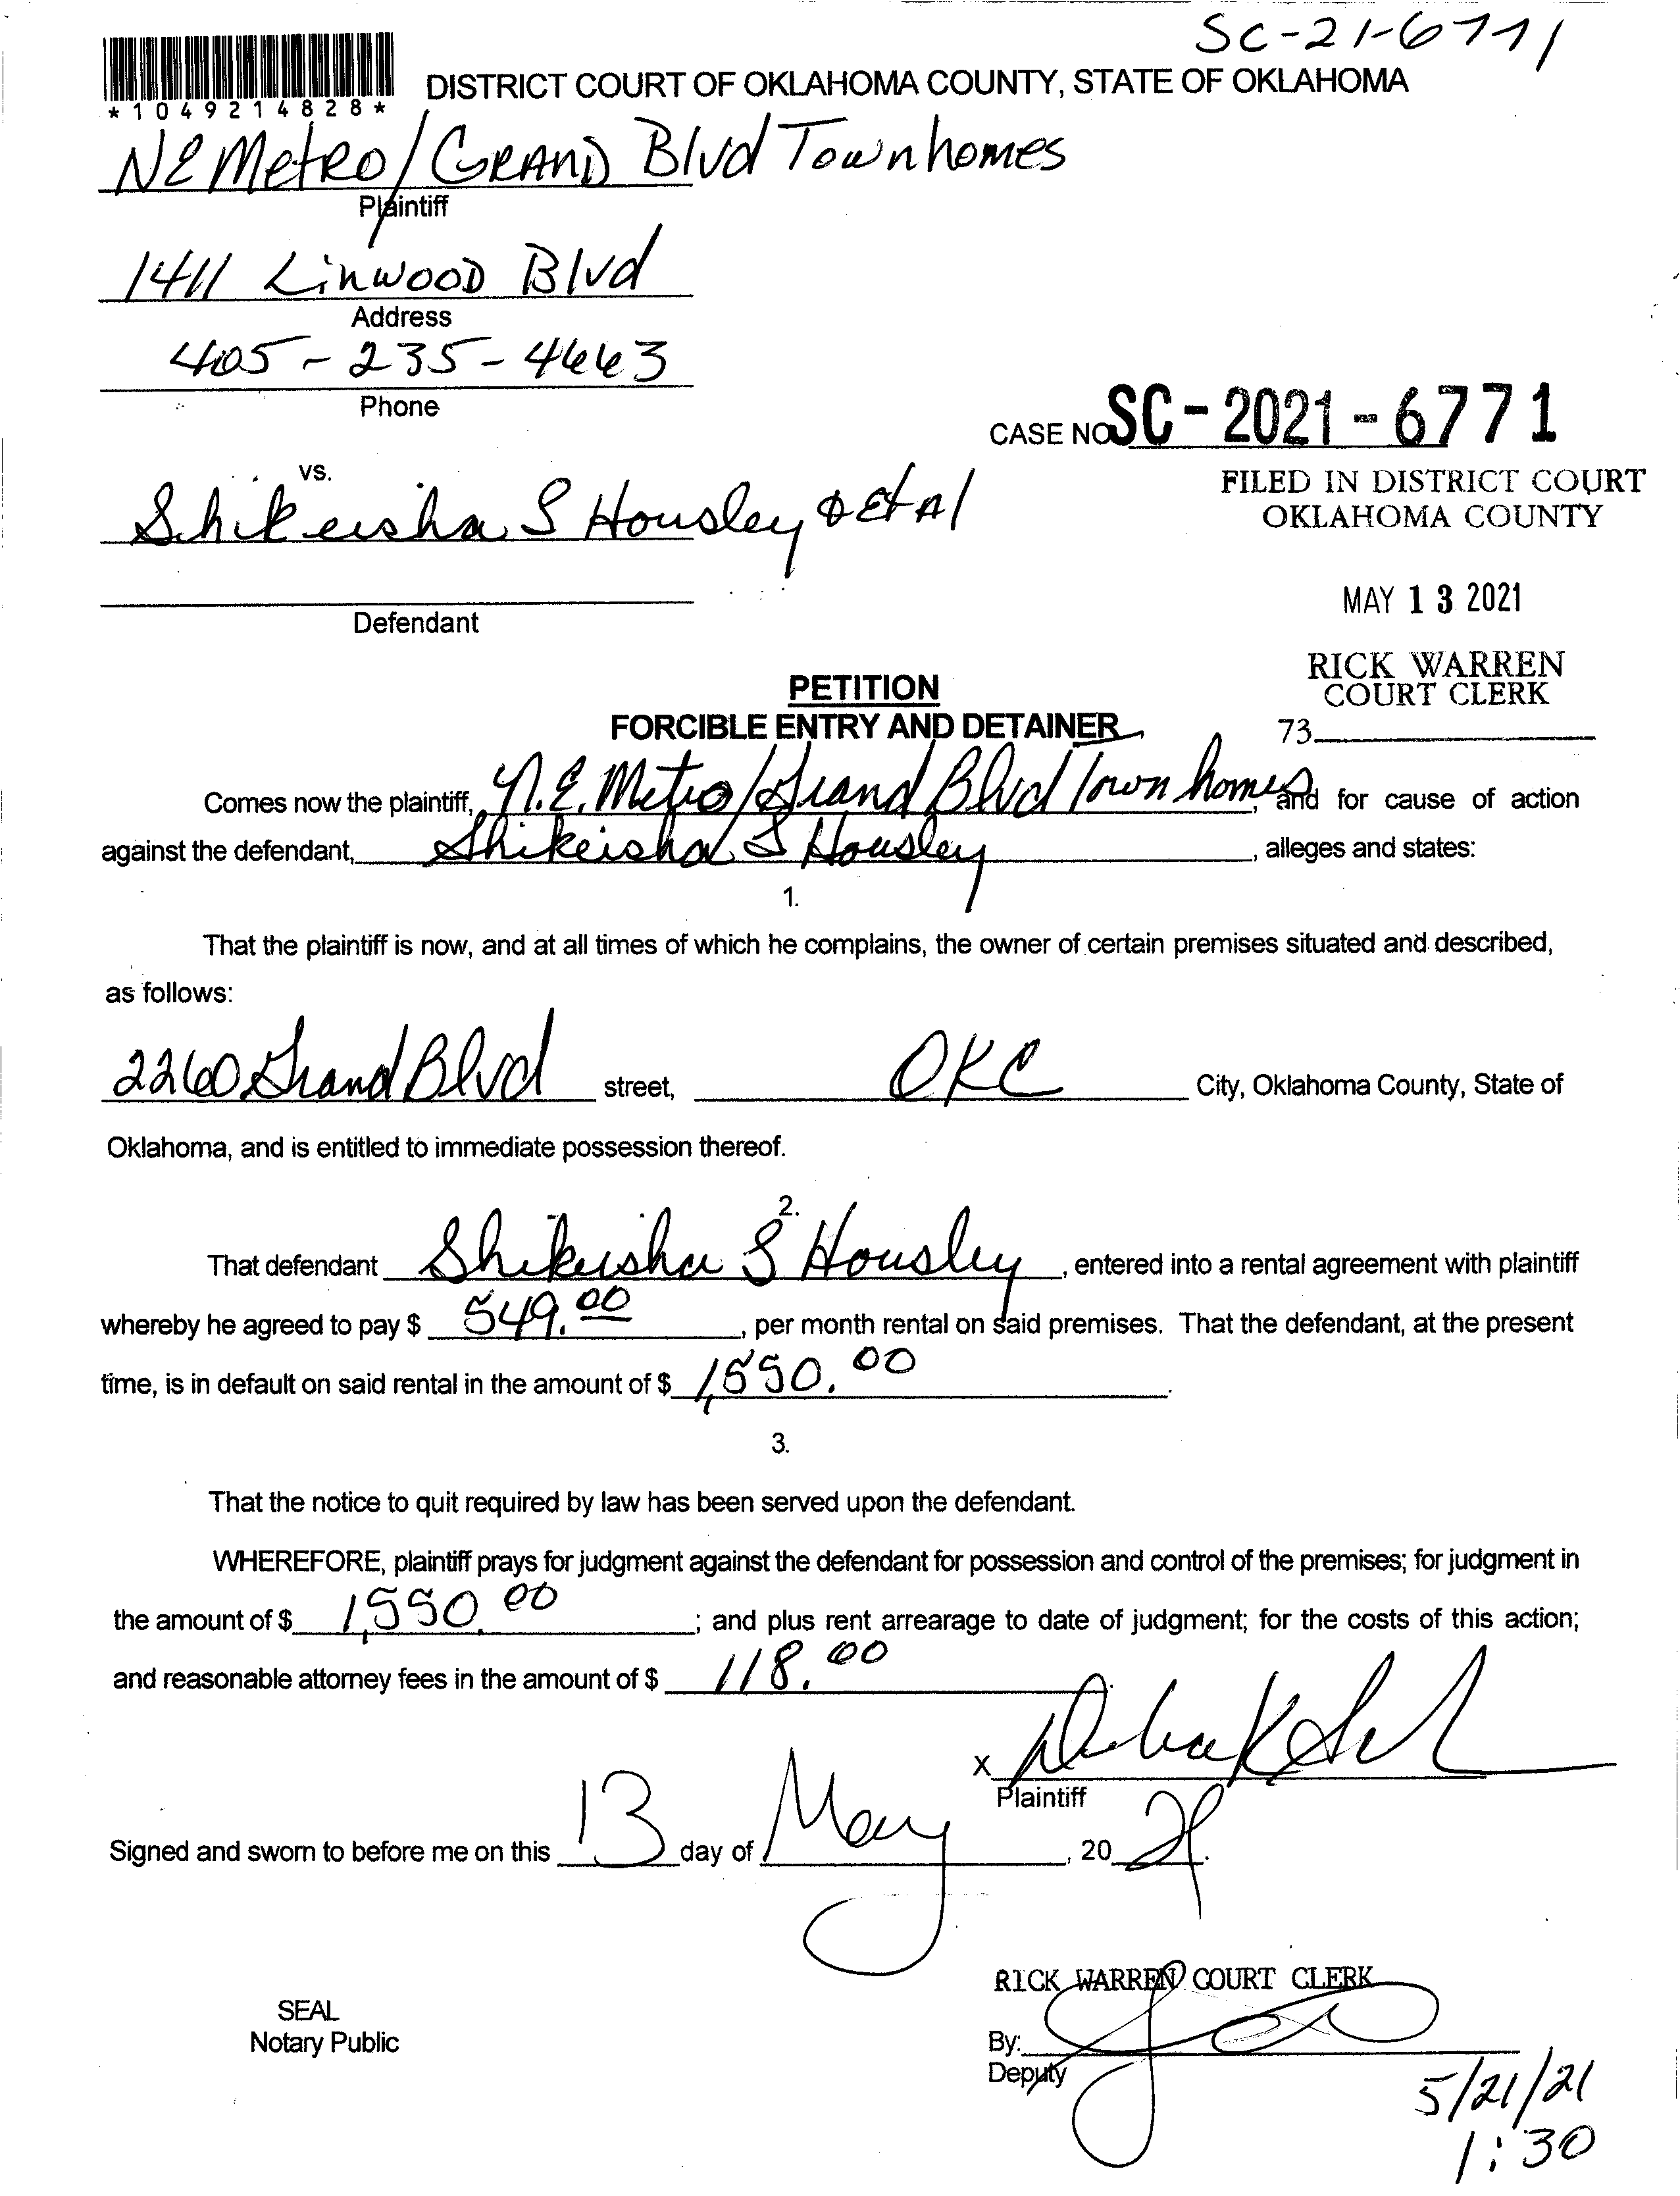 SC-21-6771
*1049214828*
DISTRICT COURT OF OKLAHOMA COUNTY, STATE OF OKLAHOMA
NE Metro/GRAND Blvd Townhomes
Plaintiff
1411 Linwood Blvd
Address
405-235-4663
Phone
CASE NO. SC-2021-6771
vs.
FILED IN DISTRICT COURT
OKLAHOMA COUNTY
Shikeisha S Housley & Et Al
MAY 13 2021
Defendant
RICK WARREN
COURT CLERK
PETITION
FORCIBLE ENTRY AND DETAINER
73
Comes now the plaintiff, N.E. Metro/Grand Blvd Town homes, and for cause of action
against the defendant, Shikeisha S Housley, alleges and states:
1.
That the plaintiff is now, and at all times of which he complains, the owner of certain premises situated and described,
as follows:
2260 Grand Blvd street, OKC City, Oklahoma County, State of
Oklahoma, and is entitled to immediate possession thereof.
2.
That defendant Shikeisha S Housley, entered into a rental agreement with plaintiff
whereby he agreed to pay $ 549.00, per month rental on said premises. That the defendant, at the present
time, is in default on said rental in the amount of $ 1,550.00.
3.
That the notice to quit required by law has been served upon the defendant.
WHEREFORE, plaintiff prays for judgment against the defendant for possession and control of the premises; for judgment in
the amount of $ 1,550.00; and plus rent arrearage to date of judgment; for the costs of this action;
and reasonable attorney fees in the amount of $ 118.00
x
Plaintiff
Signed and sworn to before me on this 13 day of May, 2021.
RICK WARREN COURT CLERK
SEAL
Notary Public
By:
Deputy
5/21/21
1:30